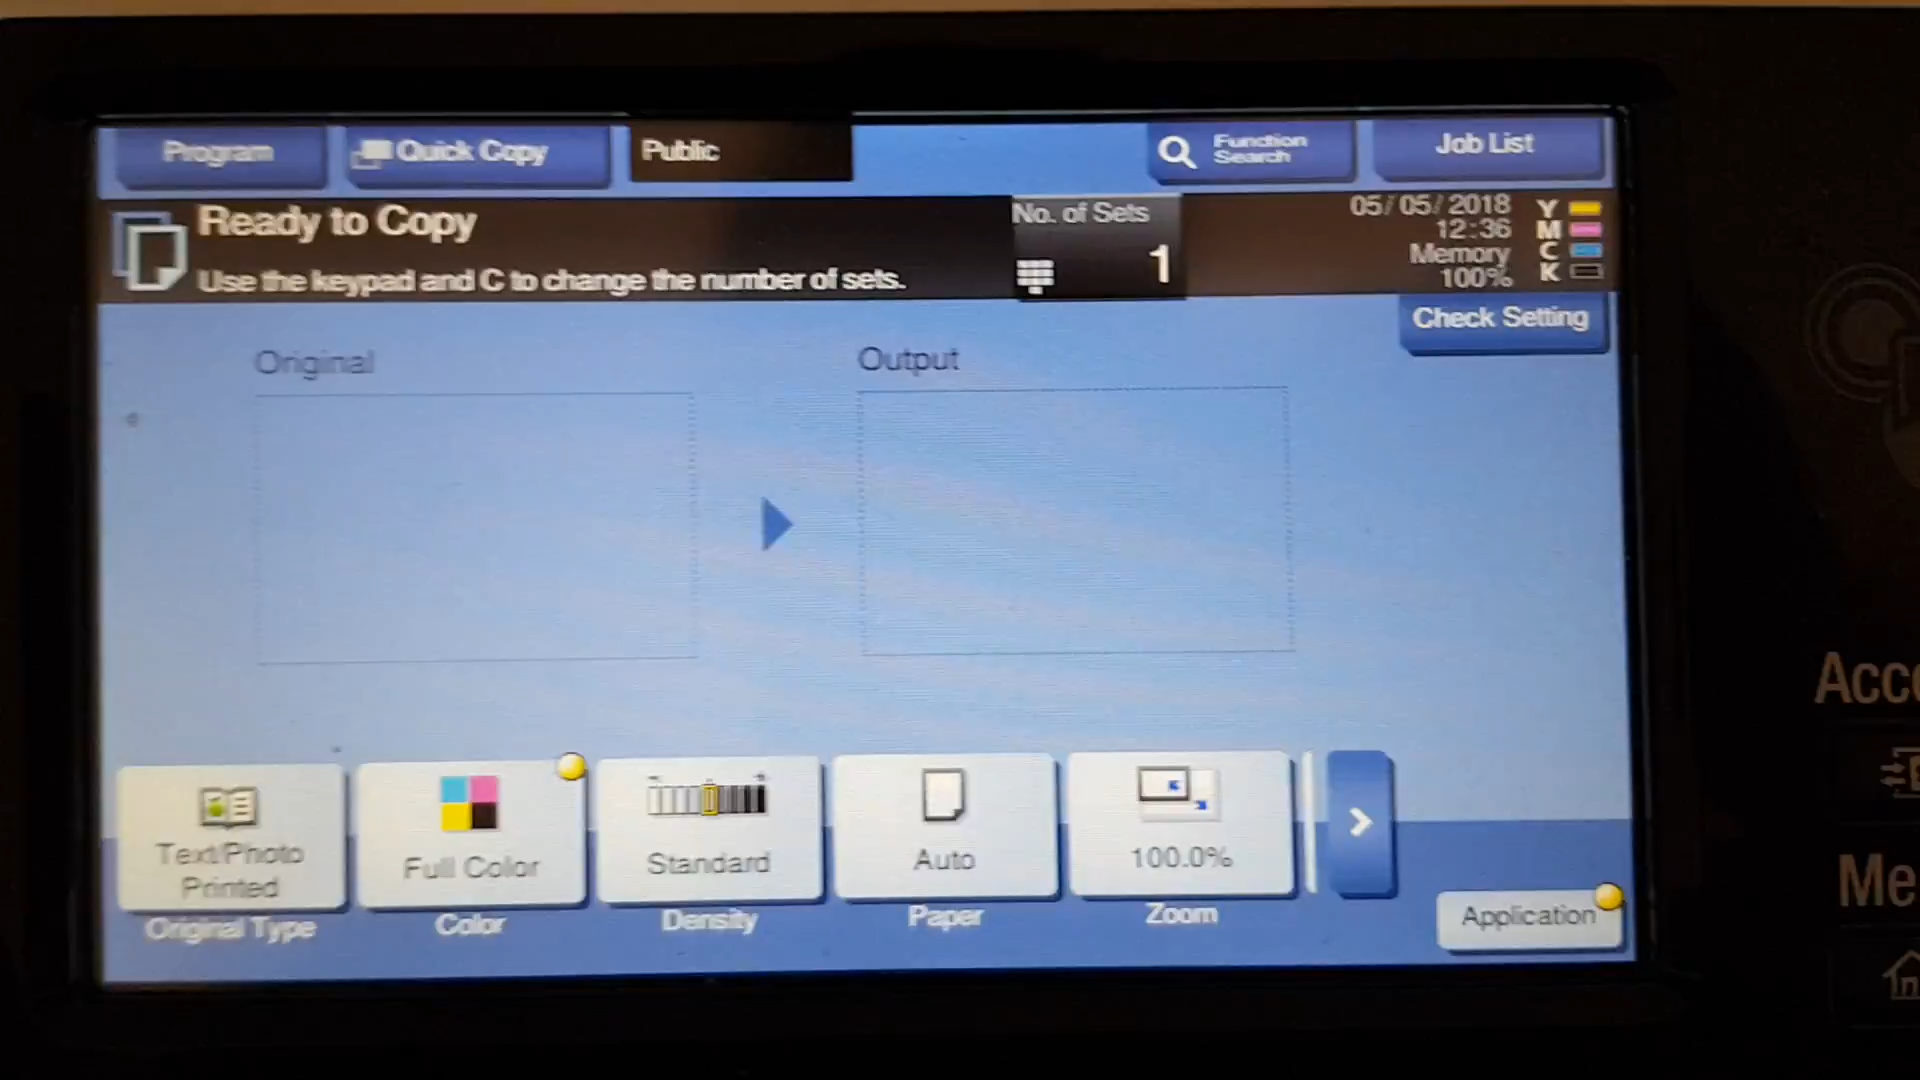 Program
Quick Copy
Public
Function
Search
Job List
Ready to Copy
Use the keypad and C to change the number of sets.
No. of Sets
1
05/05/2018
12:36
Memory
100%
Y
M
C
K
Check Setting
Original
Output
Text/Photo
Printed
Original Type
Full Color
Color
Standard
Density
Auto
Paper
100.0%
Zoom
Application